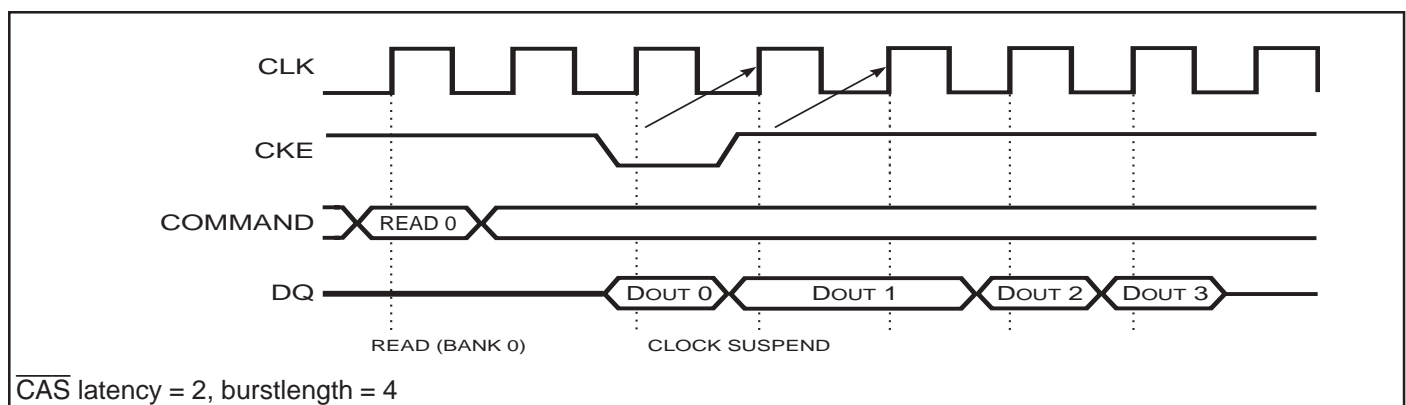 CLK
CKE
COMMAND READ 0
DQ DOUT 0 DOUT 1 DOUT 2 DOUT 3
READ (BANK 0) CLOCK SUSPEND
CAS latency = 2, burstlength = 4